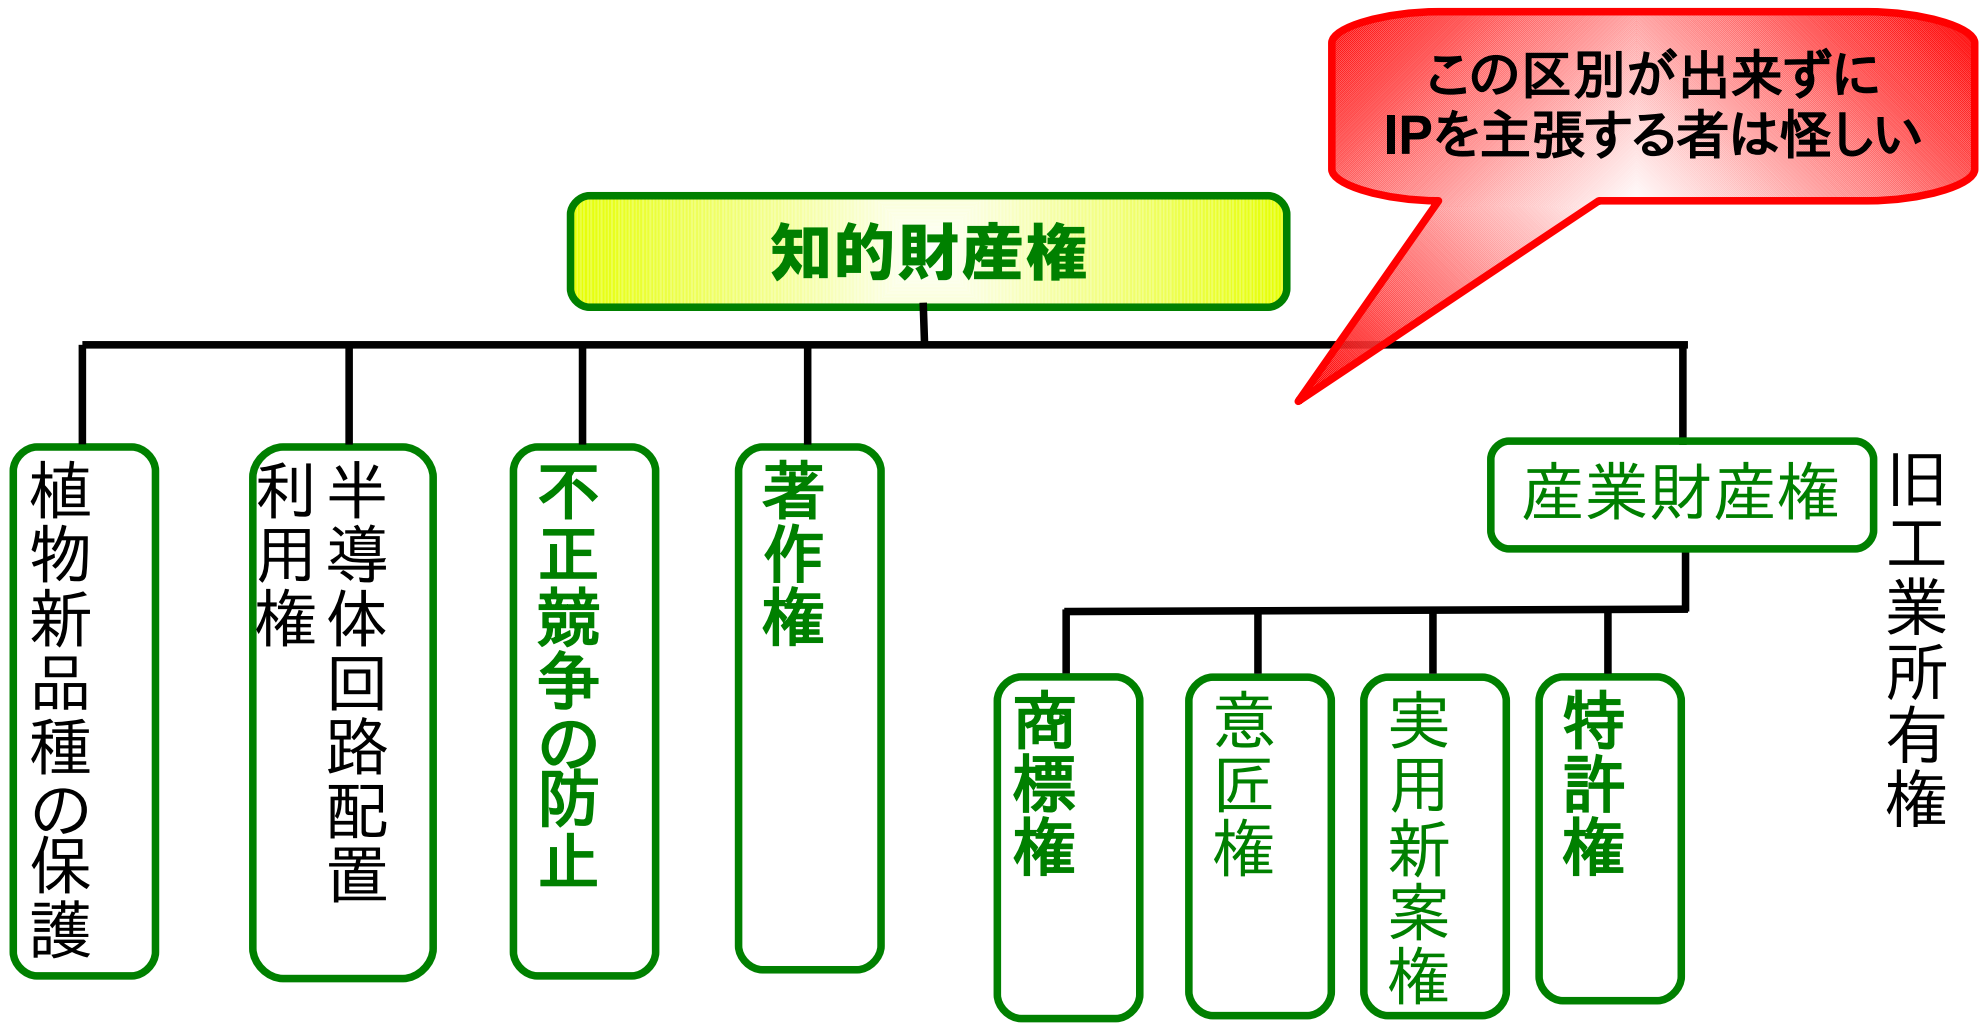 この区別が出来ずに
IPを主張する者は怪しい
知的財産権
植物新品種の保護
半導体回路配置
利用権
不正競争の防止
著作権
産業財産権
旧工業所有権
商標権
意匠権
実用新案権
特許権